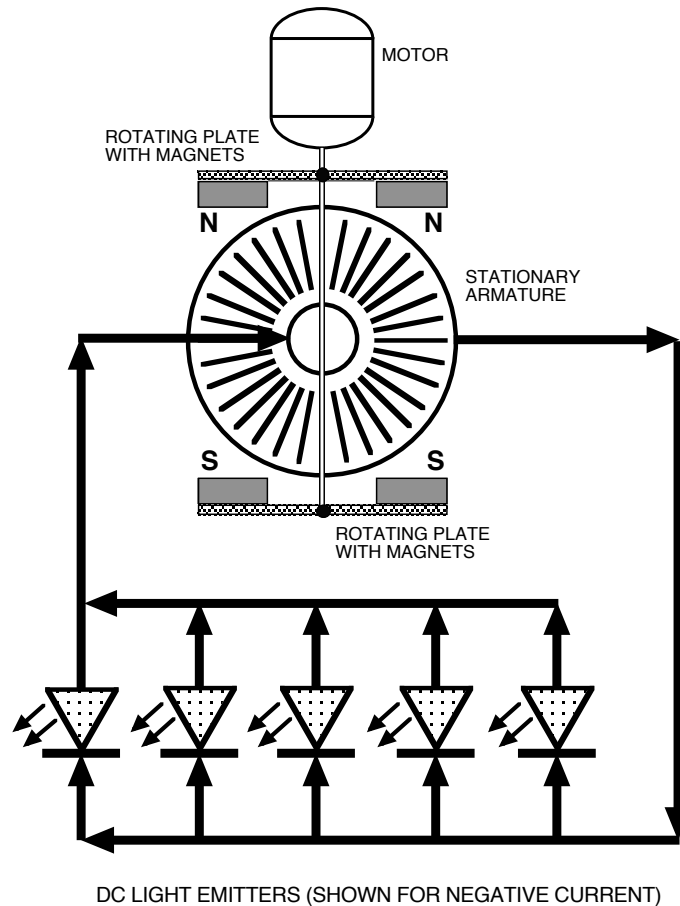 MOTOR
ROTATING PLATE
WITH MAGNETS
N
N
STATIONARY
ARMATURE
S
S
ROTATING PLATE
WITH MAGNETS
DC LIGHT EMITTERS (SHOWN FOR NEGATIVE CURRENT)